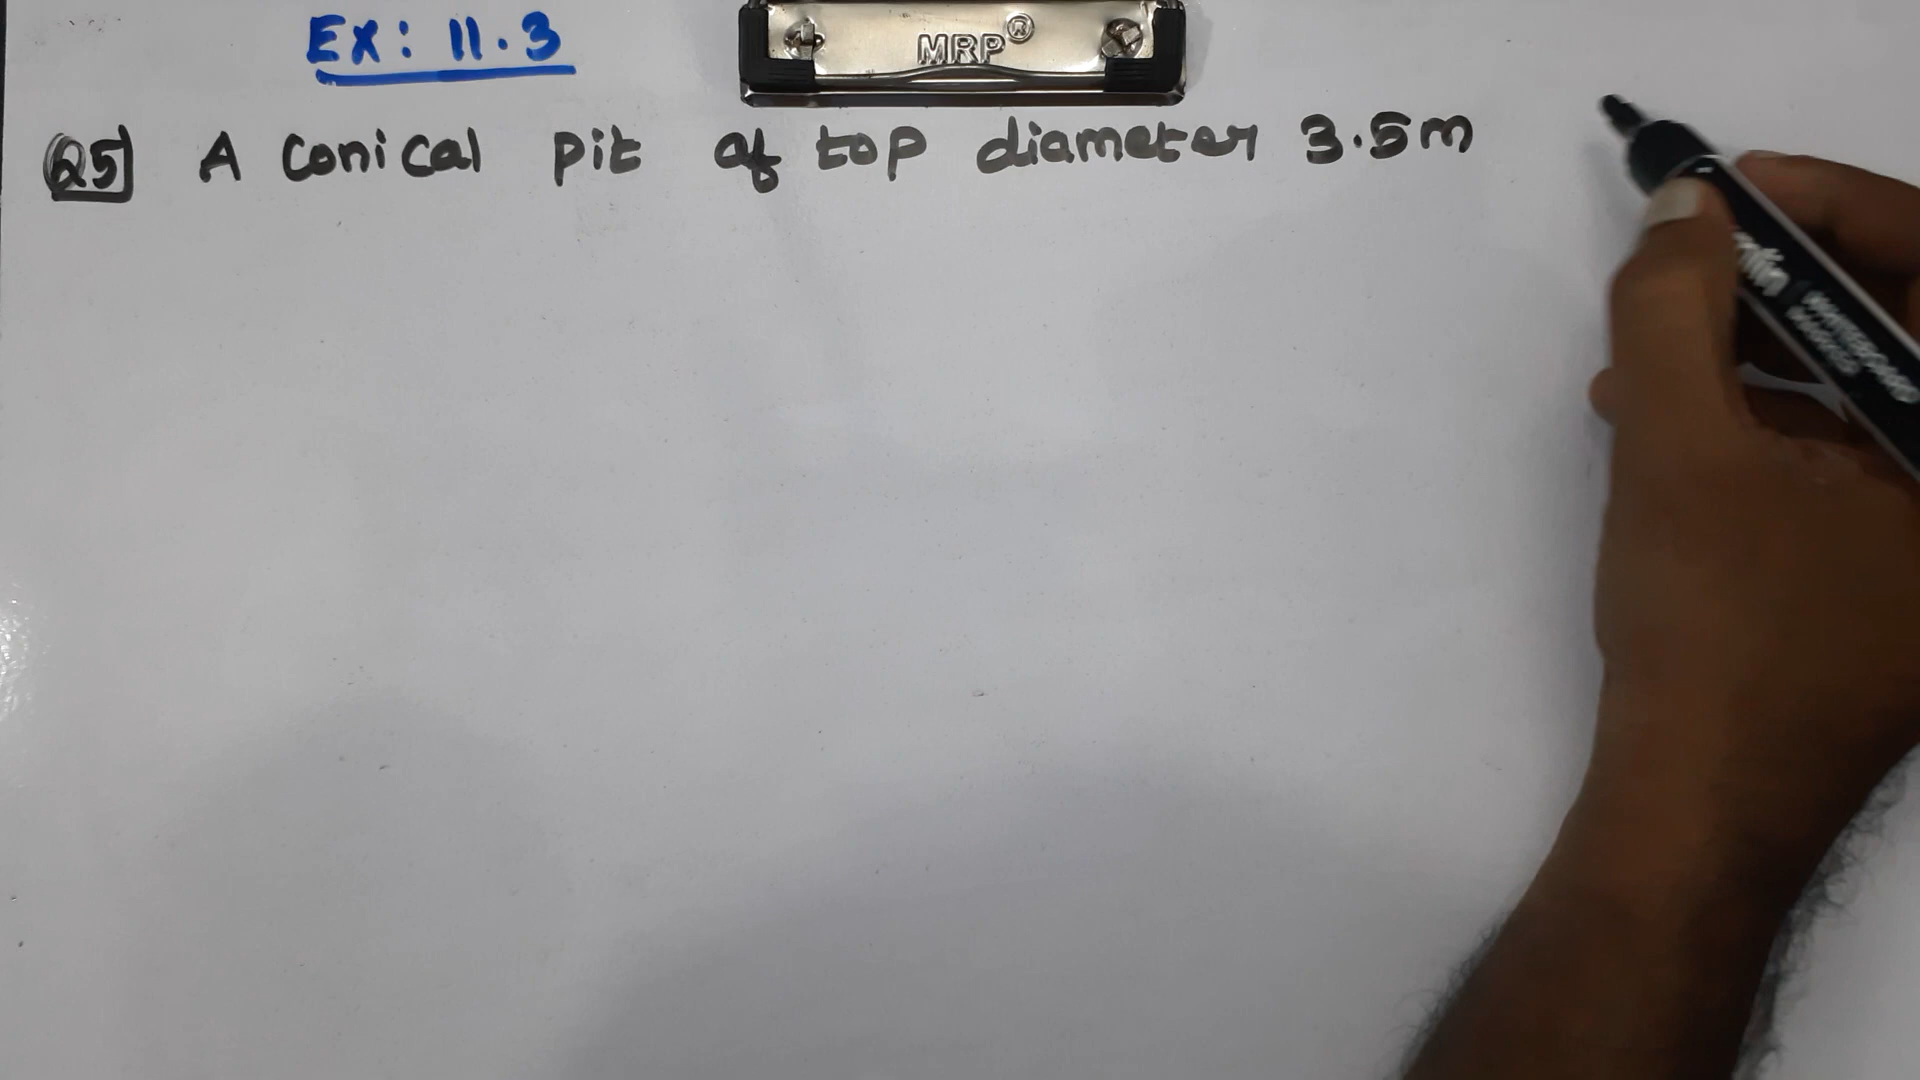 EX: 11.3
MRP®
Q5] A conical pit of top diameter 3.5m